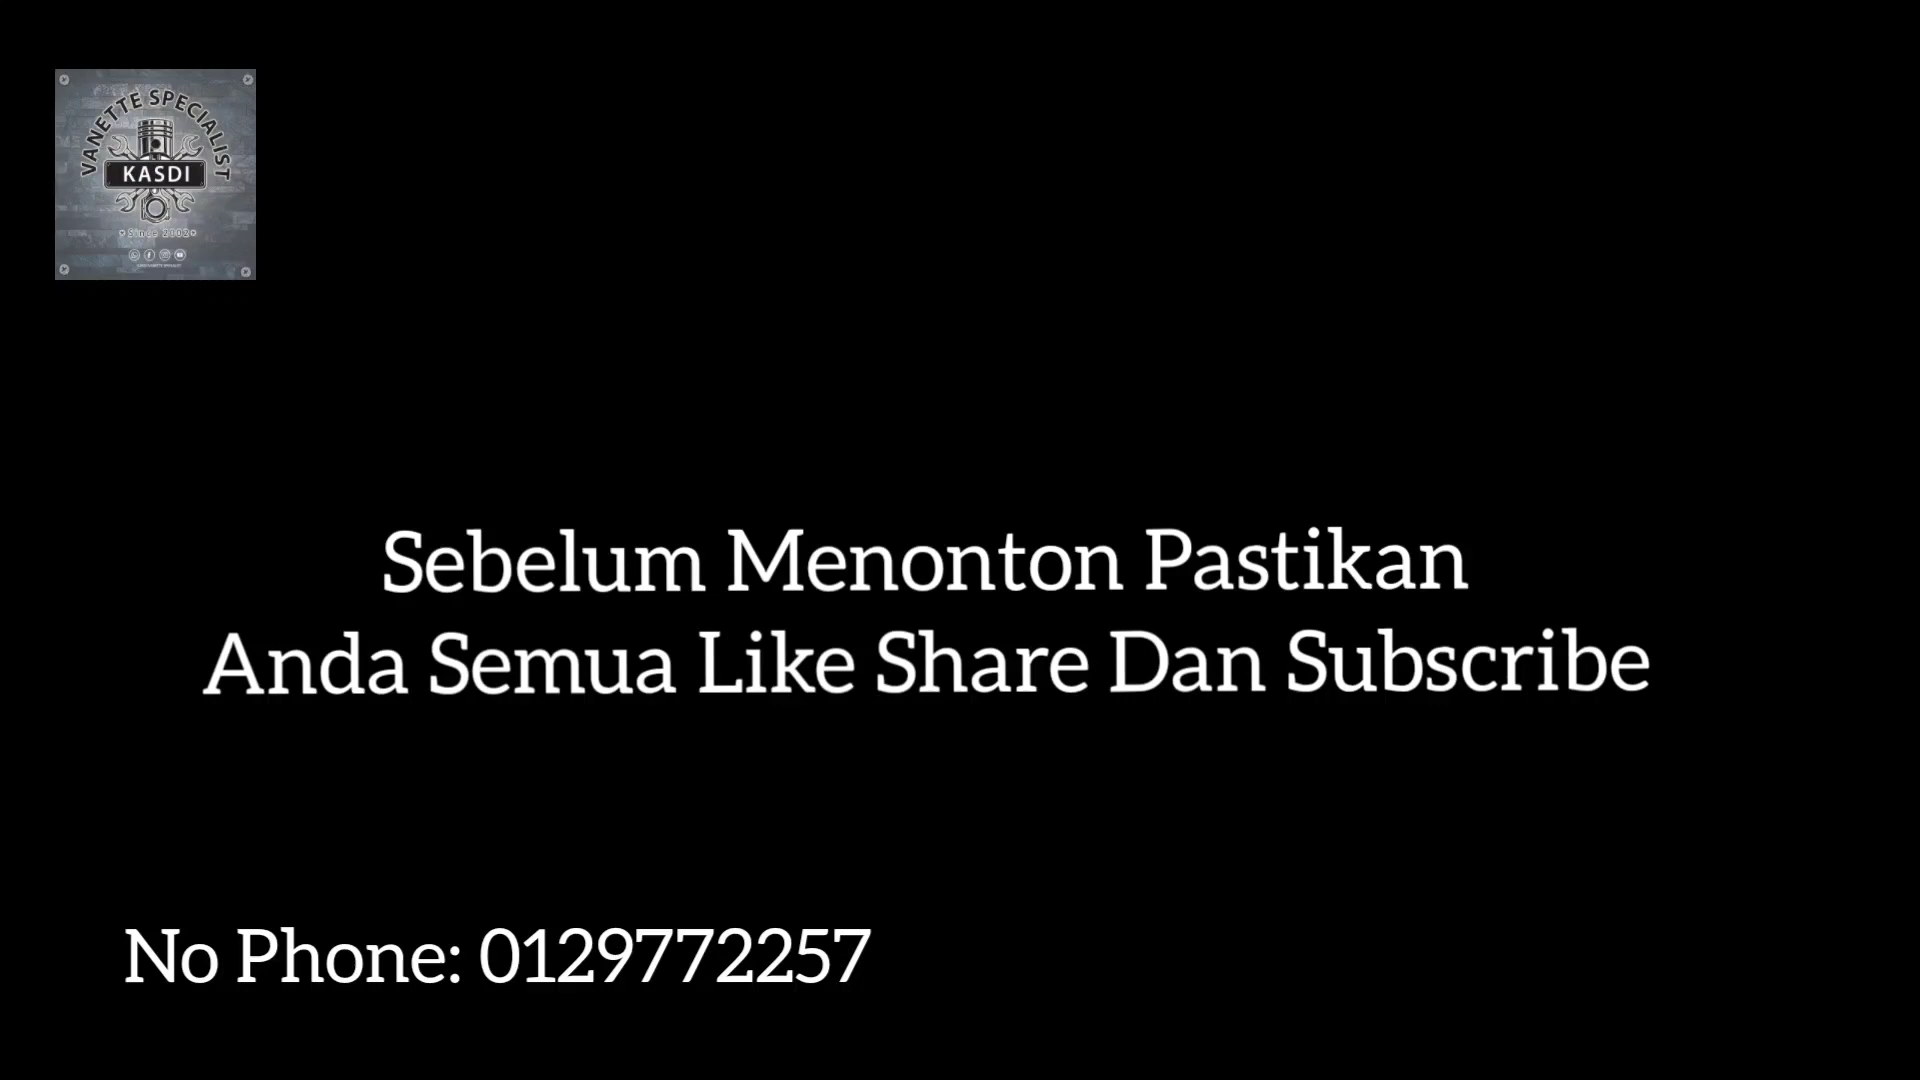 VANETTE SPECIALIST
KASDI
Since 2002
Sebelum Menonton Pastikan
Anda Semua Like Share Dan Subscribe
No Phone: 0129772257